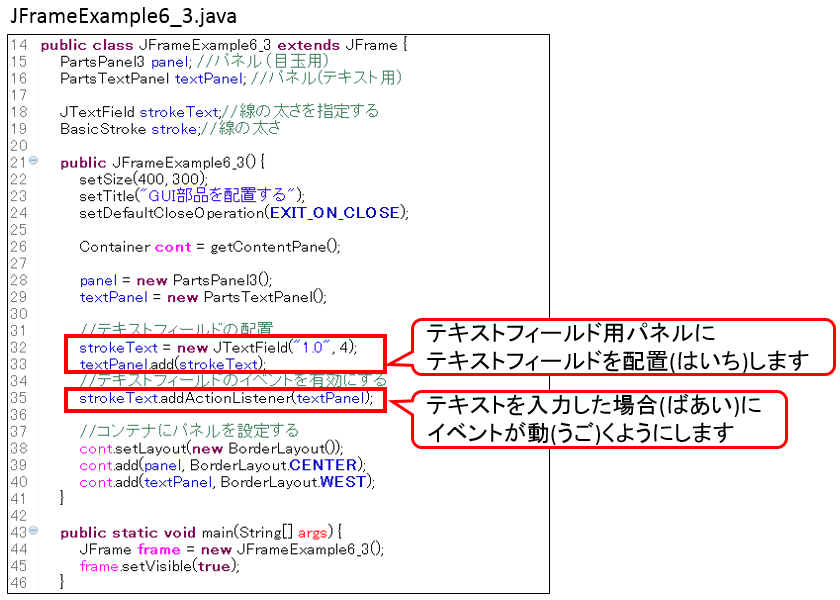 JFrameExample6_3.java
14 public class JFrameExample6_3 extends JFrame {
15 PartsPanel3 panel; //パネル（目玉用）
16 PartsTextPanel textPanel; //パネル(テキスト用)
17
18 JTextField strokeText;//線の太さを指定する
19 BasicStroke stroke;//線の太さ
20
21 public JFrameExample6_3() {
22 setSize(400, 300);
23 setTitle("GUI部品を配置する");
24 setDefaultCloseOperation(EXIT_ON_CLOSE);
25
26 Container cont = getContentPane();
27
28 panel = new PartsPanel3();
29 textPanel = new PartsTextPanel();
30
31 //テキストフィールドの配置
32 strokeText = new JTextField("1.0", 4);
33 textPanel.add(strokeText);
34 //テキストフィールドのイベントを有効にする
35 strokeText.addActionListener(textPanel);
36
37 //コンテナにパネルを設定する
38 cont.setLayout(new BorderLayout());
39 cont.add(panel, BorderLayout.CENTER);
40 cont.add(textPanel, BorderLayout.WEST);
41 }
42
43 public static void main(String[] args) {
44 JFrame frame = new JFrameExample6_3();
45 frame.setVisible(true);
46 }
テキストフィールド用パネルに
テキストフィールドを配置(はいち)します
テキストを入力した場合(ばあい)に
イベントが動(うご)くようにします